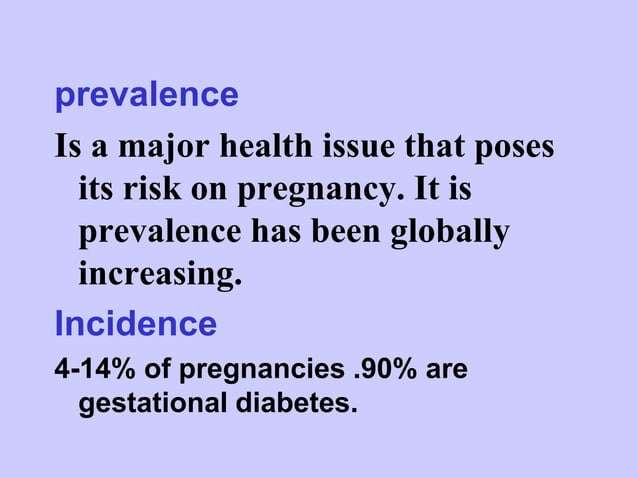 prevalence
Is a major health issue that poses
its risk on pregnancy. It is
prevalence has been globally
increasing.
Incidence
4-14% of pregnancies .90% are
gestational diabetes.